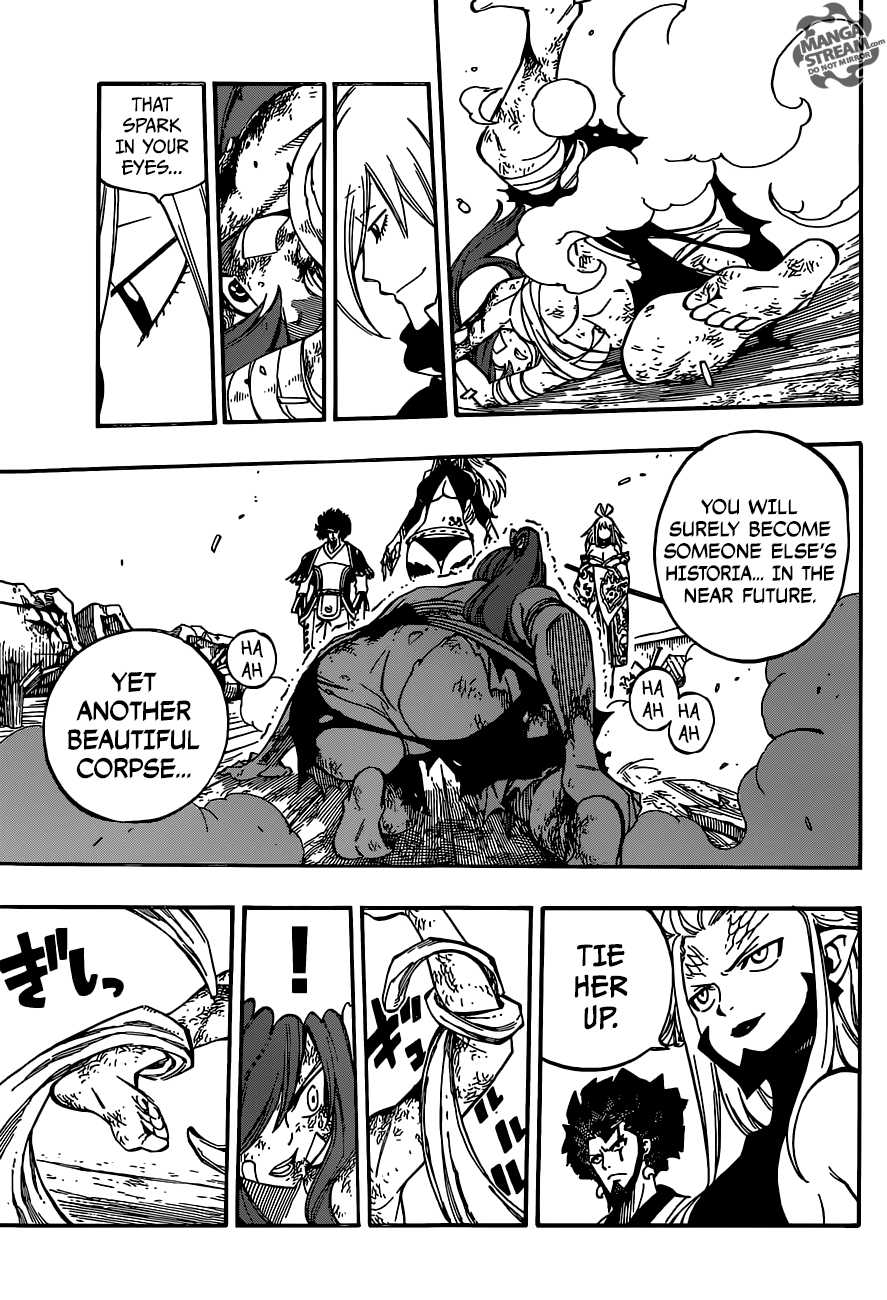 MANGA
STREAM.com
DO NOT MIRROR
THAT
SPARK
IN YOUR
EYES...
YOU WILL
SURELY BECOME
SOMEONE ELSE'S
HISTORIA... IN THE
NEAR FUTURE.
HA
AH
HA
AH
HA
AH
YET
ANOTHER
BEAUTIFUL
CORPSE...
TIE
HER
UP.
ギュ
ルルル
!
ぎしっ